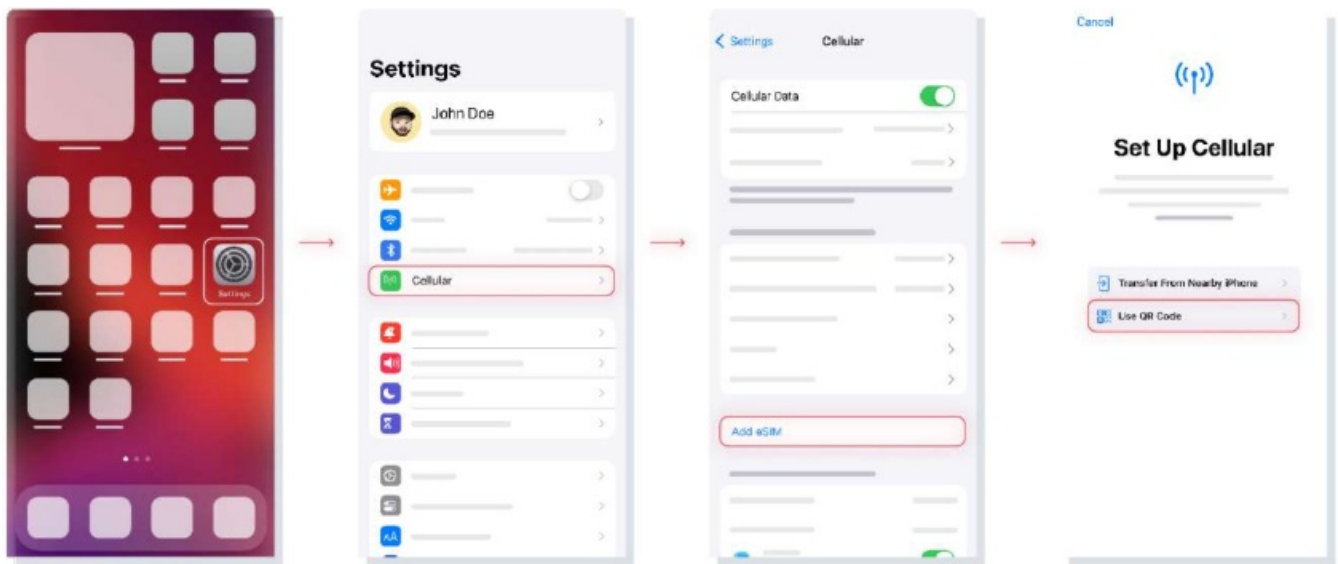 Settings
Settings
John Doe
Cellular
Settings
Cellular
Cellular Data
Add eSIM
Cancel
Set Up Cellular
Transfer From Nearby iPhone
Use QR Code